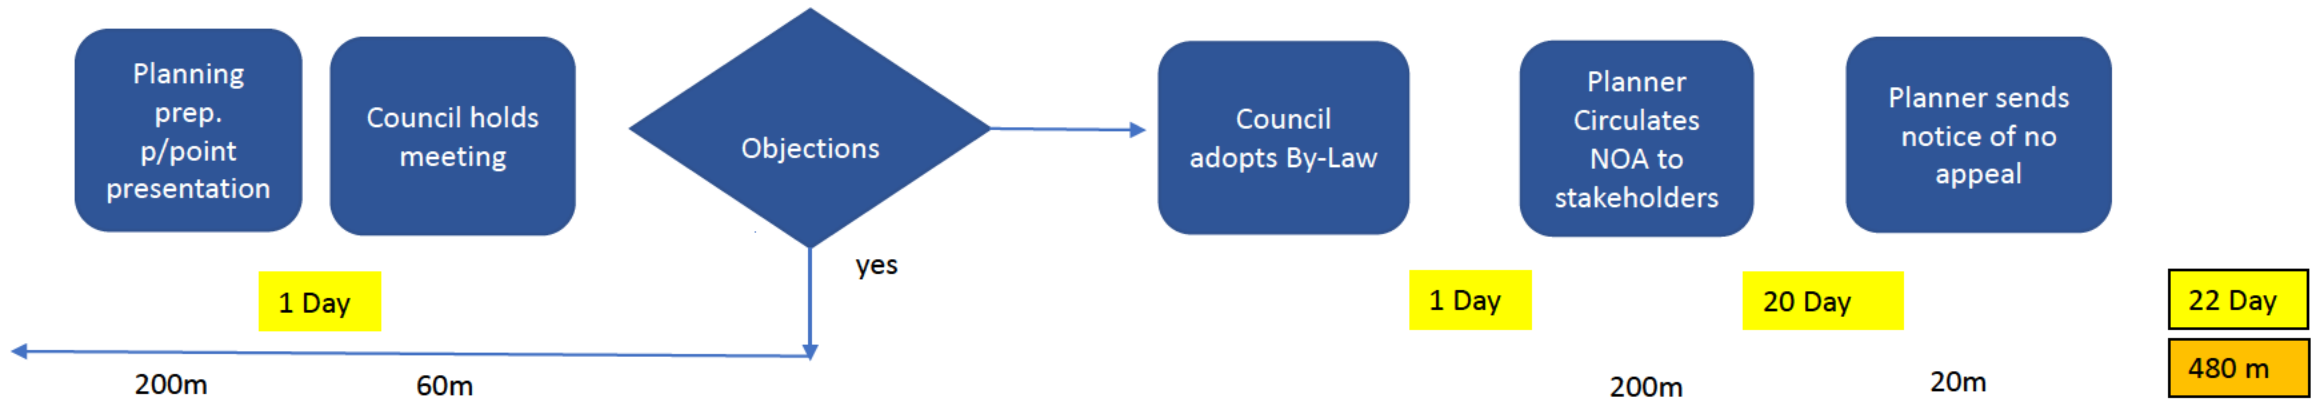 Planning
prep.
p/point
presentation
Council holds
meeting
Objections
Council
adopts By-Law
Planner
Circulates
NOA to
stakeholders
Planner sends
notice of no
appeal
yes
1 Day
1 Day
20 Day
22 Day
200m
60m
200m
20m
480 m